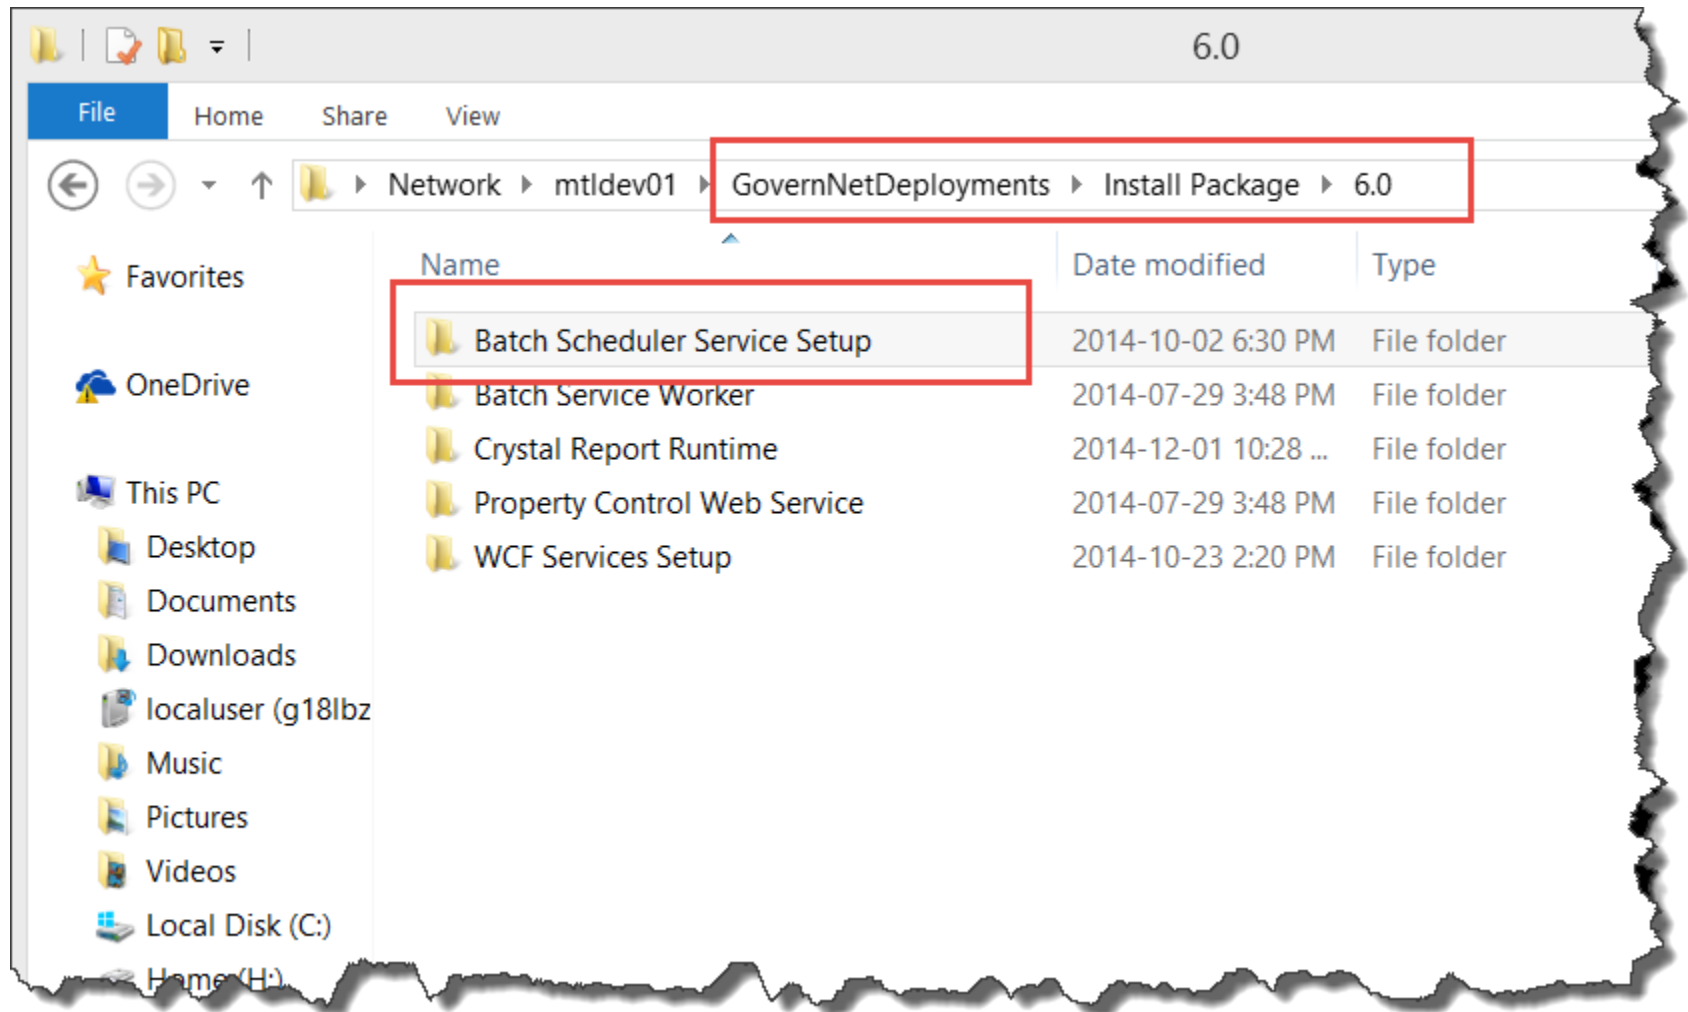 6.0
File Home Share View
Network mtldev01 GovernNetDeployments Install Package 6.0
Name Date modified Type
Favorites
Batch Scheduler Service Setup 2014-10-02 6:30 PM File folder
OneDrive
Batch Service Worker 2014-07-29 3:48 PM File folder
Crystal Report Runtime 2014-12-01 10:28 ... File folder
This PC
Property Control Web Service 2014-07-29 3:48 PM File folder
Desktop
WCF Services Setup 2014-10-23 2:20 PM File folder
Documents
Downloads
localuser (g18lbz
Music
Pictures
Videos
Local Disk (C:)
Home (H:)